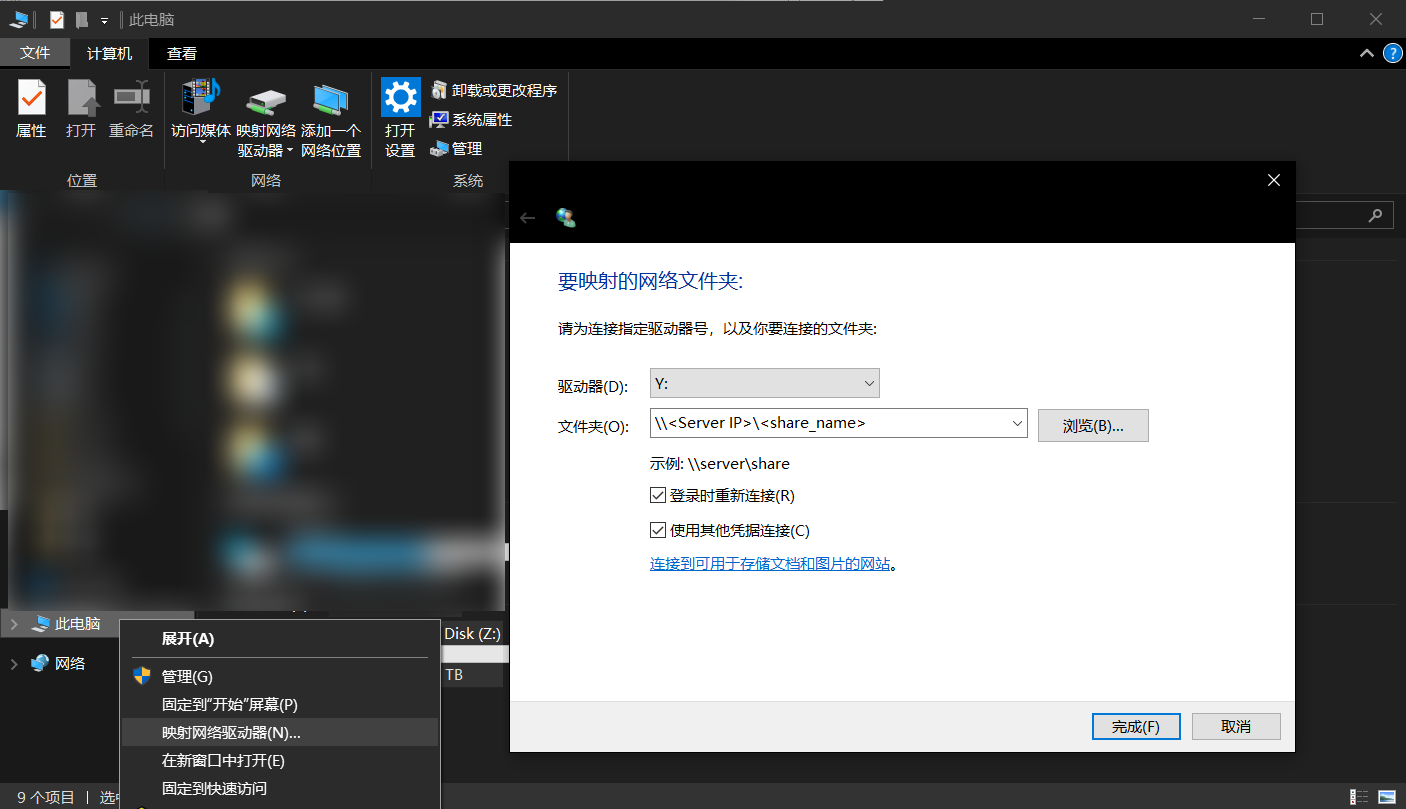 此电脑
文件 计算机 查看
属性 打开 重命名 访问媒体 映射网络驱动器 添加一个网络位置 打开设置 卸载或更改程序
系统属性
管理
位置 网络 系统
要映射的网络文件夹:
请为连接指定驱动器号，以及你要连接的文件夹:
驱动器(D): Y:
文件夹(O): \\<Server IP>\<share_name> 浏览(B)...
示例: \\server\share
登录时重新连接(R)
使用其他凭据连接(C)
连接到可用于存储文档和图片的网站。
完成(F) 取消
此电脑
网络
Disk (Z:)
TB
展开(A)
管理(G)
固定到"开始"屏幕(P)
映射网络驱动器(N)...
在新窗口中打开(E)
固定到快速访问
9 个项目 选中